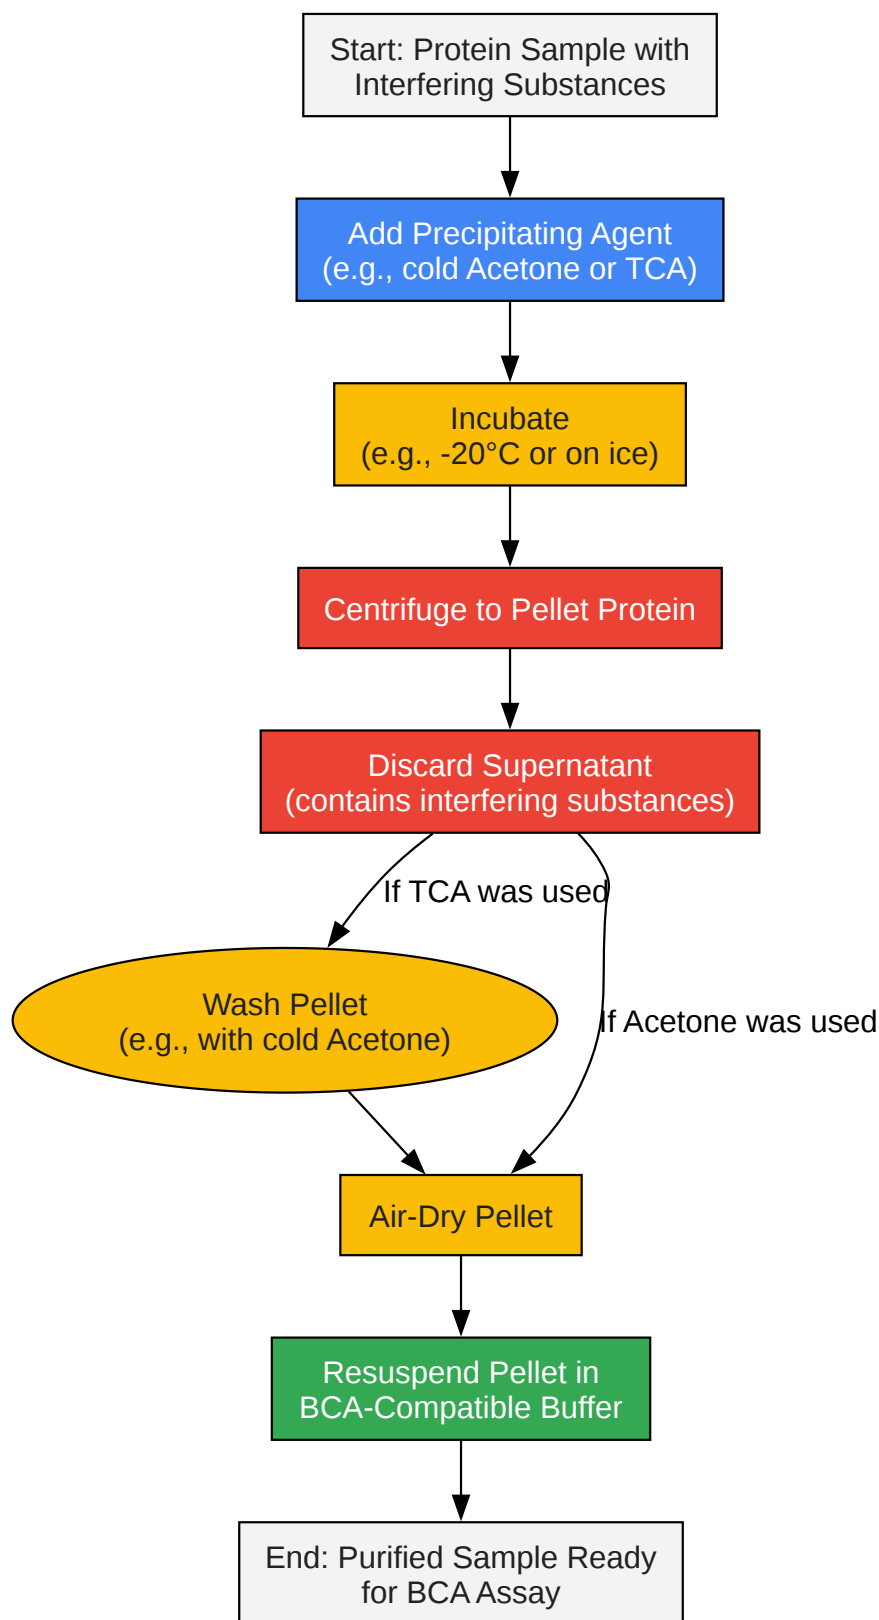 Start: Protein Sample with
Interfering Substances
Add Precipitating Agent
(e.g., cold Acetone or TCA)
Incubate
(e.g., -20°C or on ice)
Centrifuge to Pellet Protein
Discard Supernatant
(contains interfering substances)
If TCA was used
Wash Pellet
(e.g., with cold Acetone)
If Acetone was used
Air-Dry Pellet
Resuspend Pellet in
BCA-Compatible Buffer
End: Purified Sample Ready
for BCA Assay